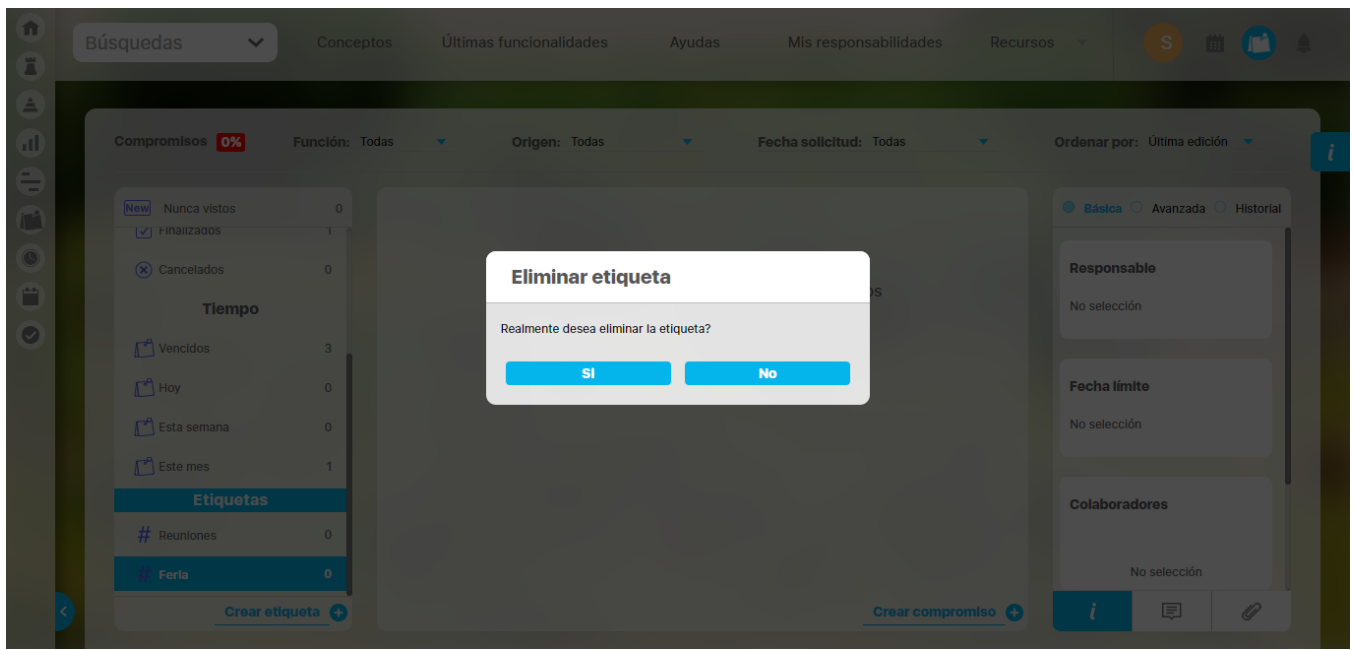 Búsquedas
Conceptos
Últimas funcionalidades
Ayudas
Mis responsabilidades
Recursos
S
Compromisos 0%
Función: Todas
Origen: Todas
Fecha solicitud: Todas
Ordenar por: Última edición
i
New Nunca vistos 0
Finalizados 1
Cancelados 0
Tiempo
Vencidos 3
Hoy 0
Esta semana 0
Este mes 1
Etiquetas
# Reuniones 0
# Feria 0
Crear etiqueta
Eliminar etiqueta
Realmente desea eliminar la etiqueta?
SI
No
Crear compromiso
Básica
Avanzada
Historial
Responsable
No selección
Fecha límite
No selección
Colaboradores
No selección
i